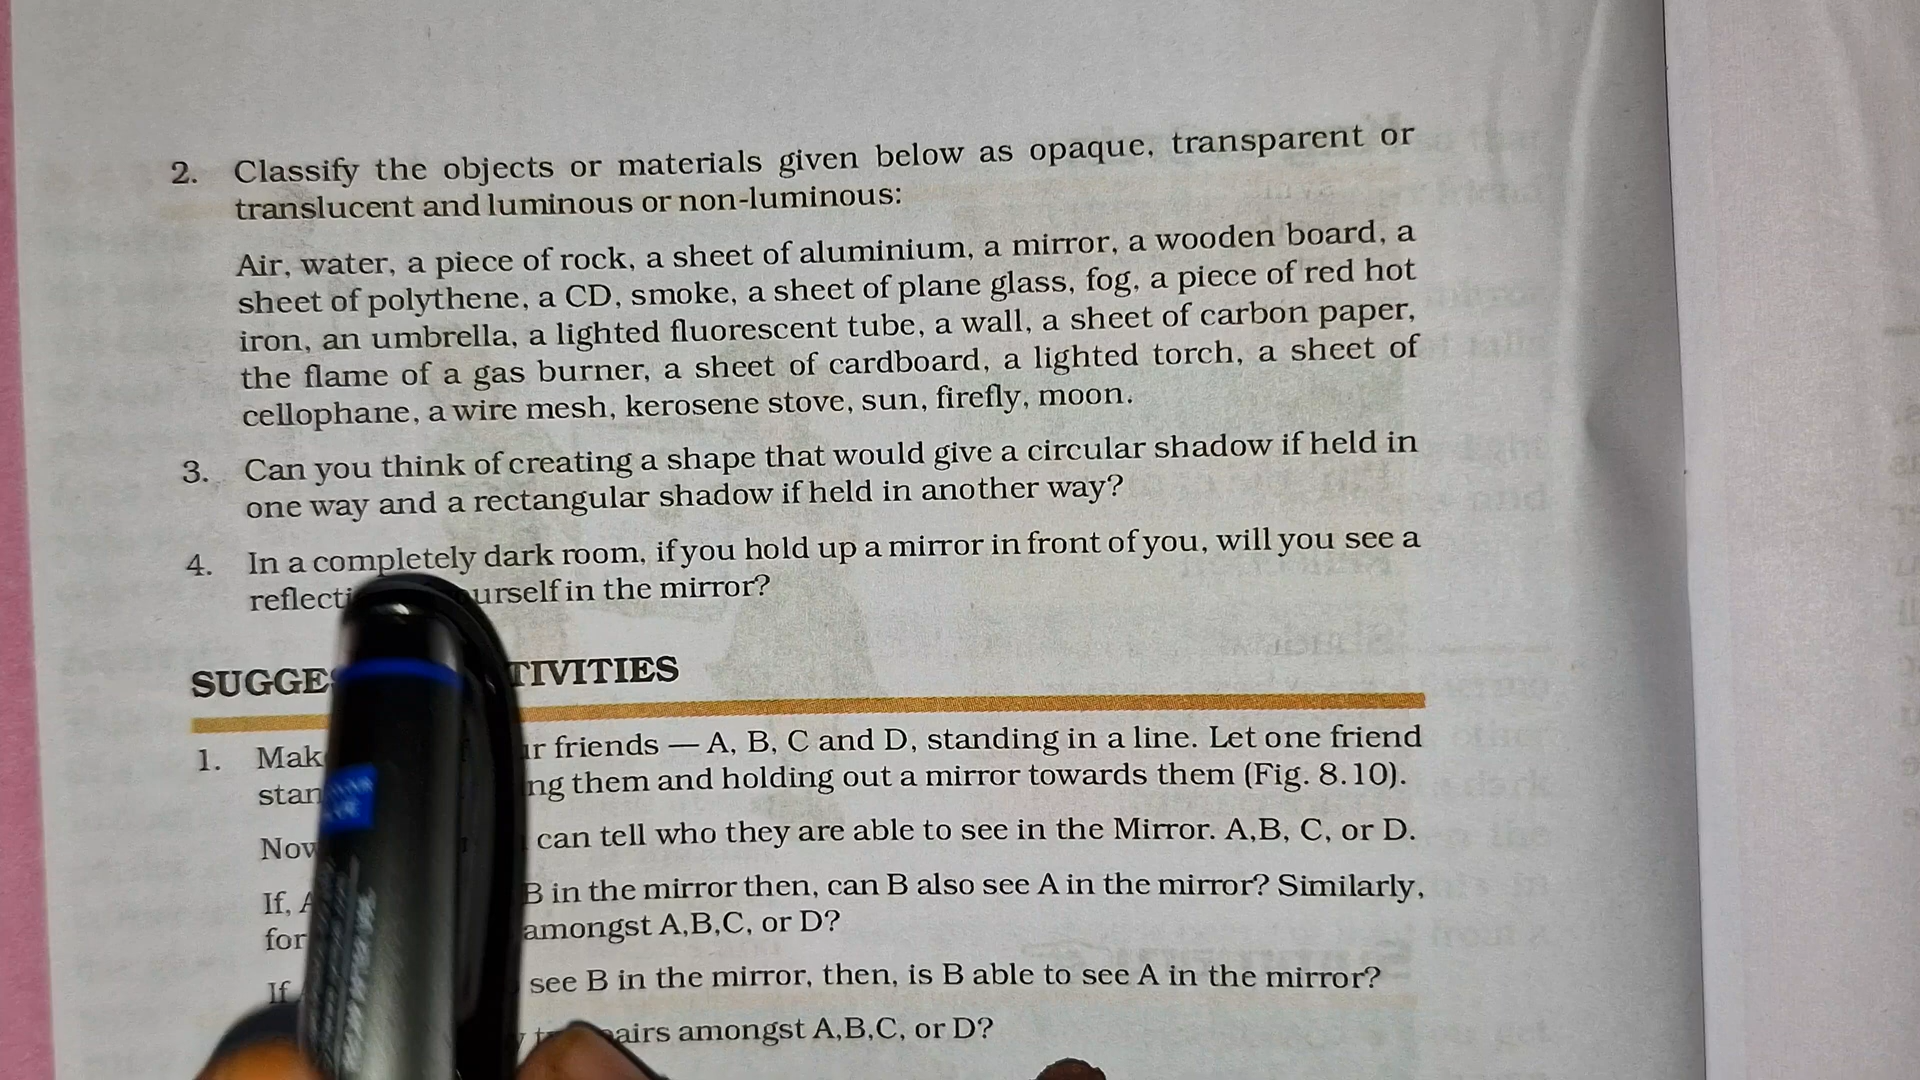 2. Classify the objects or materials given below as opaque, transparent or
translucent and luminous or non-luminous:
Air, water, a piece of rock, a sheet of aluminium, a mirror, a wooden board, a
sheet of polythene, a CD, smoke, a sheet of plane glass, fog, a piece of red hot
iron, an umbrella, a lighted fluorescent tube, a wall, a sheet of carbon paper,
the flame of a gas burner, a sheet of cardboard, a lighted torch, a sheet of
cellophane, a wire mesh, kerosene stove, sun, firefly, moon.
3. Can you think of creating a shape that would give a circular shadow if held in
one way and a rectangular shadow if held in another way?
4. In a completely dark room, if you hold up a mirror in front of you, will you see a
in the mirror?
1. friends — A, B, C and D, standing in a line. Let one friend
them and holding out a mirror towards them (Fig. 8.10).
can tell who they are able to see in the Mirror. A,B, C, or D.
If, B in the mirror then, can B also see A in the mirror? Similarly,
for amongst A,B,C, or D?
If see B in the mirror, then, is B able to see A in the mirror?
amongst A,B,C, or D?